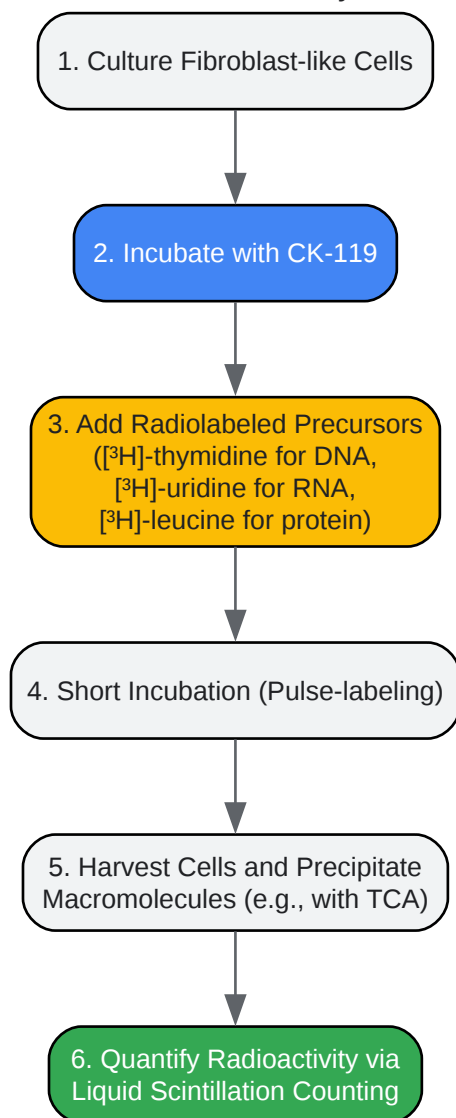 1. Culture Fibroblast-like Cells
2. Incubate with CK-119
3. Add Radiolabeled Precursors
([³H]-thymidine for DNA,
[³H]-uridine for RNA,
[³H]-leucine for protein)
4. Short Incubation (Pulse-labeling)
5. Harvest Cells and Precipitate
Macromolecules (e.g., with TCA)
6. Quantify Radioactivity via
Liquid Scintillation Counting